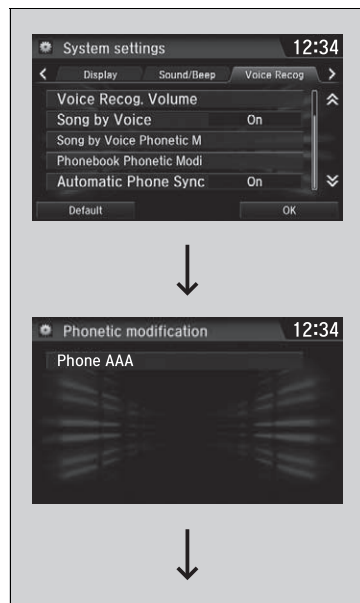 System settings 12:34
Display Sound/Beep Voice Recog
Voice Recog. Volume
Song by Voice On
Song by Voice Phonetic M
Phonebook Phonetic Modi
Automatic Phone Sync On
Default OK
Phonetic modification 12:34
Phone AAA